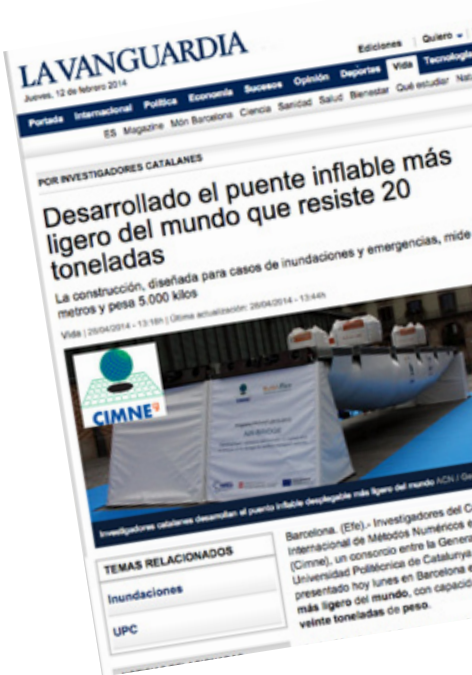 LA VANGUARDIA
Jueves, 12 de febrero 2014
Ediciones | Quiero
Portada Internacional Política Economía Sucesos Opinión Deportes Vida Tecnología
ES Magazine Món Barcelona Ciencia Sanidad Salud Bienestar Qué estudiar
POR INVESTIGADORES CATALANES
Desarrollado el puente inflable más
ligero del mundo que resiste 20
toneladas
La construcción, diseñada para casos de inundaciones y emergencias, mide
metros y pesa 5.000 kilos
Vida | 28/04/2014 - 13:18h | Última actualización: 28/04/2014 - 13:44h
CIMNE
Investigadores catalanes desarrollan el puente inflable desplegable más ligero del mundo ACN /
TEMAS RELACIONADOS
Inundaciones
UPC
Barcelona. (Efe).- Investigadores del
Internacional de Métodos Numéricos
(Cimne), un consorcio entre la
Universidad Politécnica de Catalunya
presentado hoy lunes en Barcelona
más ligero del mundo, con
veinte toneladas de peso.